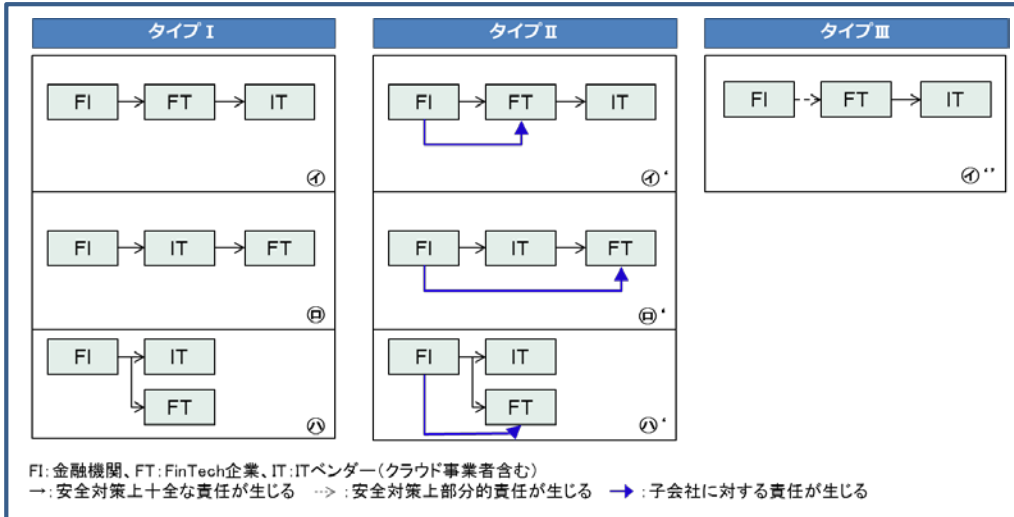 タイプⅠ
タイプⅡ
タイプⅢ
FI
FT
IT
㋑
FI
FT
IT
㋑‘
FI
FT
IT
㋑‘’
FI
IT
FT
㋺
FI
IT
FT
㋺‘
FI
IT
FT
㋩
FI
IT
FT
㋩‘
FI:金融機関、FT:FinTech企業、IT:ITベンダー(クラウド事業者含む)
→:安全対策上十全な責任が生じる ⇢:安全対策上部分的責任が生じる →:子会社に対する責任が生じる